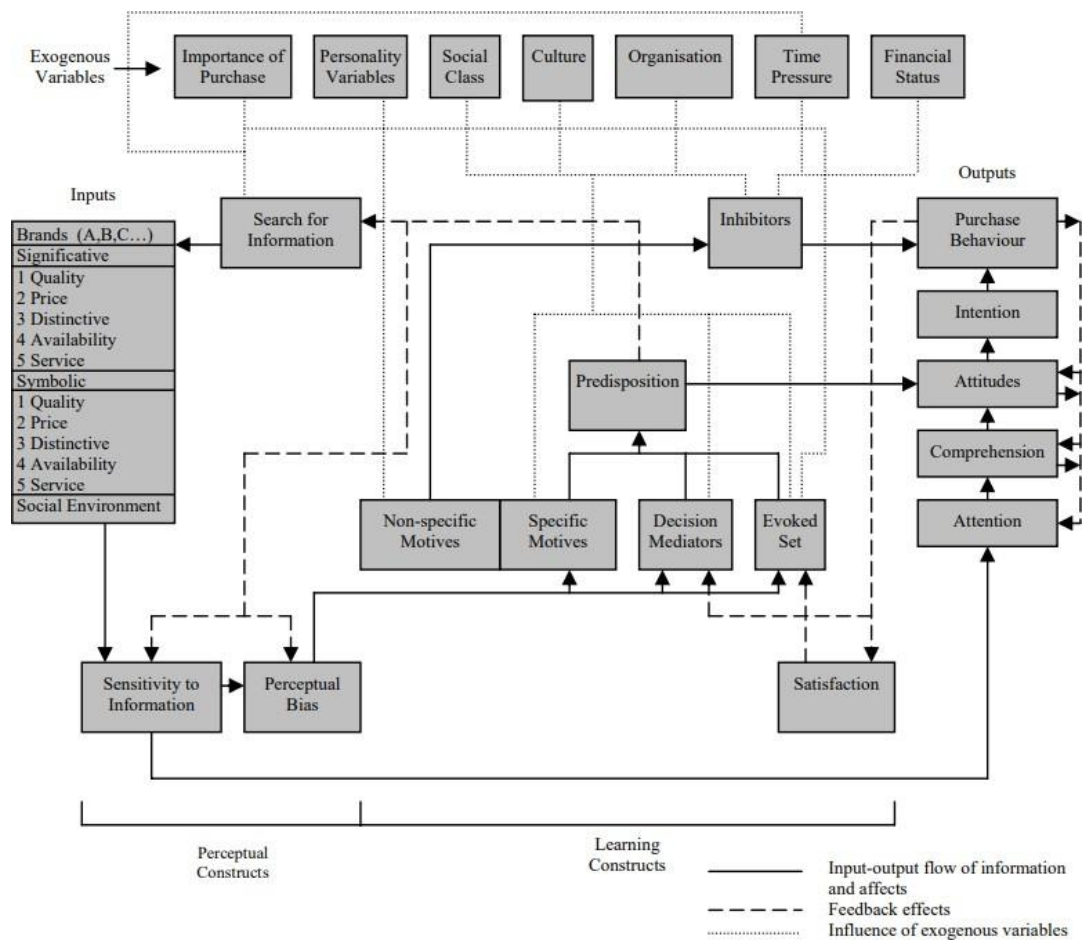 Exogenous
Variables
Importance of
Purchase
Personality
Variables
Social
Class
Culture
Organisation
Time
Pressure
Financial
Status
Inputs
Outputs
Brands (A,B,C…)
Significative
1 Quality
2 Price
3 Distinctive
4 Availability
5 Service
Symbolic
1 Quality
2 Price
3 Distinctive
4 Availability
5 Service
Social Environment
Search for
Information
Inhibitors
Purchase
Behaviour
Intention
Predisposition
Attitudes
Comprehension
Non-specific
Motives
Specific
Motives
Decision
Mediators
Evoked
Set
Attention
Sensitivity to
Information
Perceptual
Bias
Satisfaction
Perceptual
Constructs
Learning
Constructs
Input-output flow of information
and affects
Feedback effects
Influence of exogenous variables